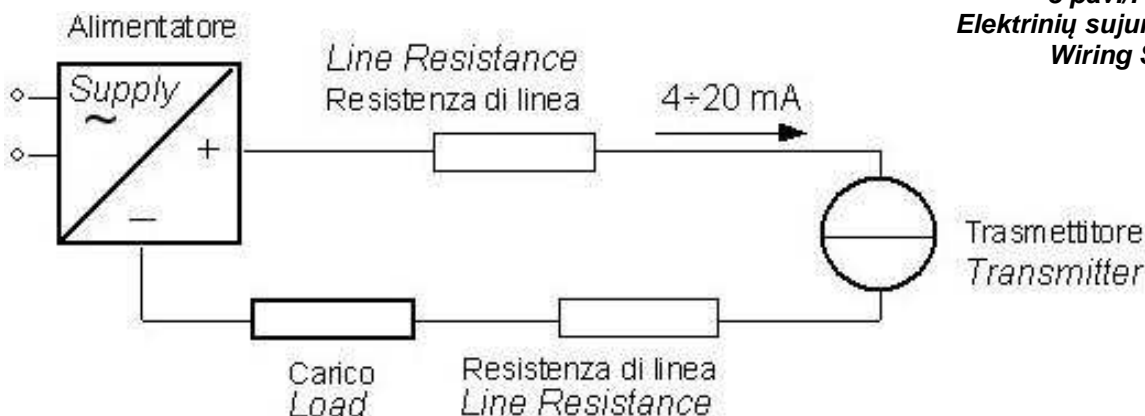 Elektrinių
Wiring
Alimentatore
Supply
~
Line Resistance
Resistenza di linea
4÷20 mA
+
—
Trasmettitore
Transmitter
Carico
Load
Resistenza di linea
Line Resistance